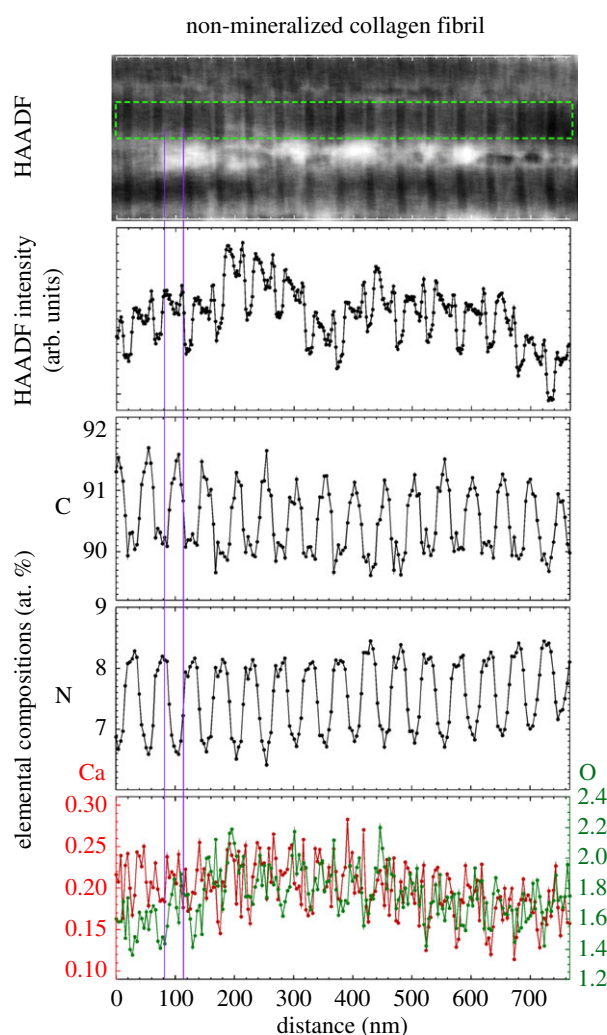 non-mineralized collagen fibril
HAADF
HAADF intensity
(arb. units)
elemental compositions (at. %)
C
92
91
90
N
9
8
7
Ca
O
0.30
0.25
0.20
0.15
0.10
2.4
2.2
2.0
1.8
1.6
1.4
1.2
0 100 200 300 400 500 600 700
distance (nm)